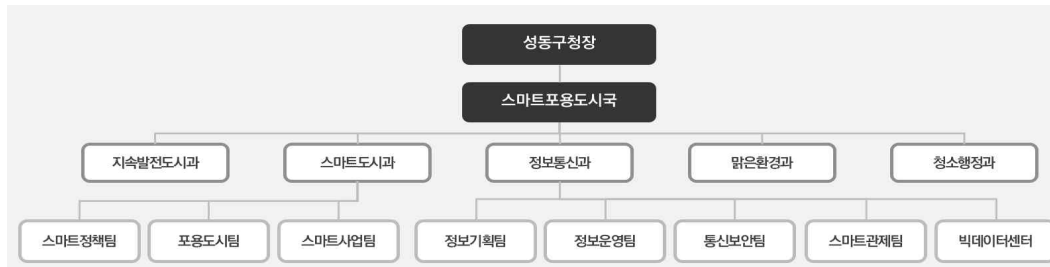 성동구청장
스마트포용도시국
지속발전도시과 스마트도시과 정보통신과 맑은환경과 청소행정과
스마트정책팀 포용도시팀 스마트사업팀 정보기획팀 정보운영팀 통신보안팀 스마트관제팀 빅데이터센터